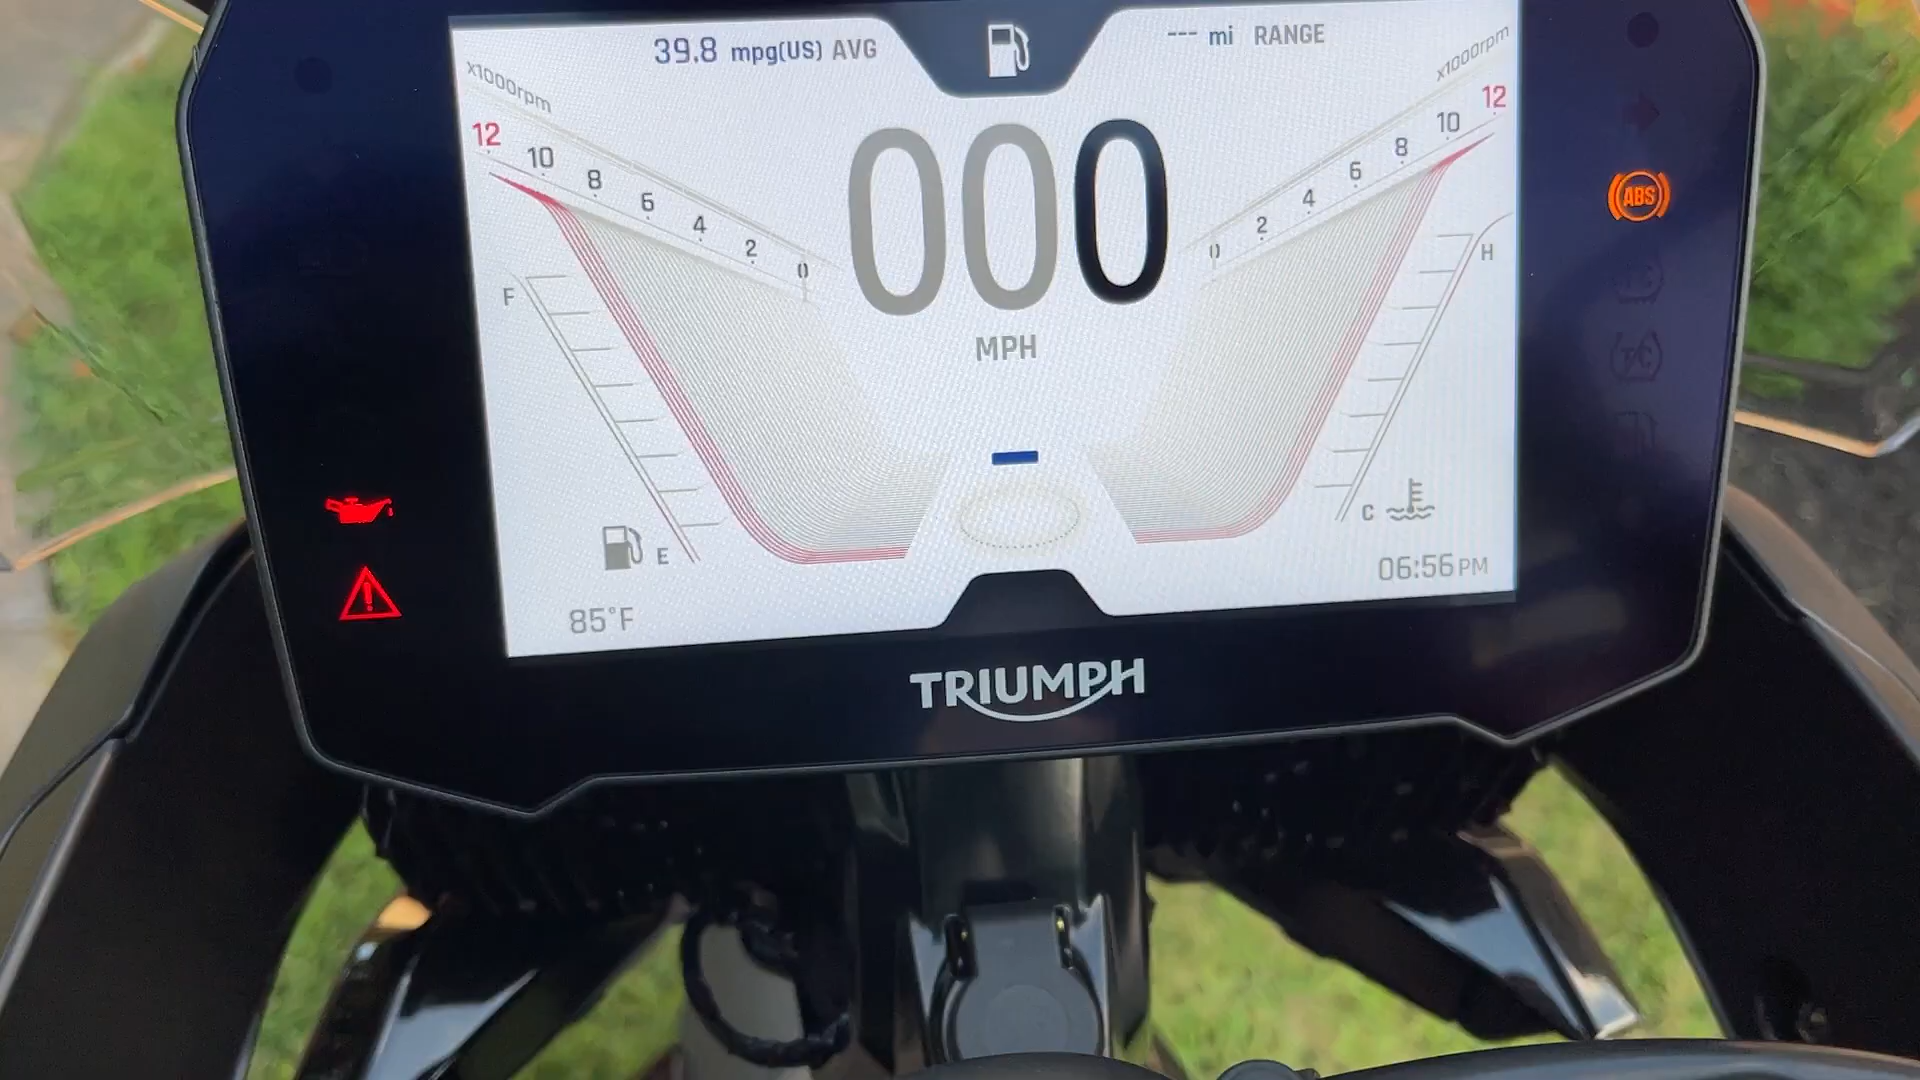 39.8 mpg(US) AVG
--- mi RANGE
x1000rpm
x1000rpm
12 10 8 6 4 2 0
000
0 2 4 6 8 10 12
MPH
F
H
E
C
85°F
06:56 PM
ABS
TC
TRIUMPH